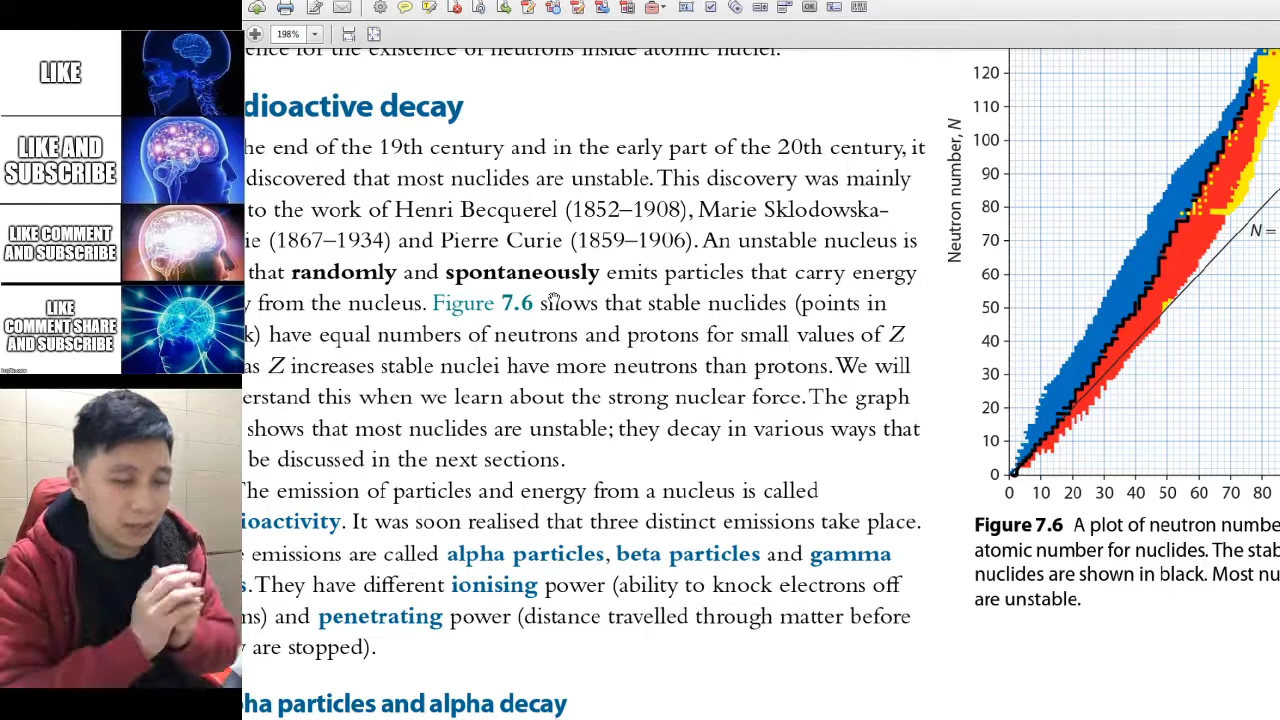 198%
LIKE
LIKE AND
SUBSCRIBE
LIKE COMMENT
AND SUBSCRIBE
LIKE
COMMENT SHARE
AND SUBSCRIBE
ence for the existence of neutrons inside atomic nuclei.
dioactive decay
he end of the 19th century and in the early part of the 20th century, it
discovered that most nuclides are unstable. This discovery was mainly
to the work of Henri Becquerel (1852–1908), Marie Sklodowska–
ie (1867–1934) and Pierre Curie (1859–1906). An unstable nucleus is
that randomly and spontaneously emits particles that carry energy
y from the nucleus. Figure 7.6 shows that stable nuclides (points in
k) have equal numbers of neutrons and protons for small values of Z
as Z increases stable nuclei have more neutrons than protons. We will
erstand this when we learn about the strong nuclear force. The graph
shows that most nuclides are unstable; they decay in various ways that
be discussed in the next sections.
The emission of particles and energy from a nucleus is called
ioactivity. It was soon realised that three distinct emissions take place.
e emissions are called alpha particles, beta particles and gamma
s. They have different ionising power (ability to knock electrons off
ms) and penetrating power (distance travelled through matter before
y are stopped).
pha particles and alpha decay
Neutron number, N
120
110
100
90
80
70
60
50
40
30
20
10
0
N =
0 10 20 30 40 50 60 70 80
Figure 7.6 A plot of neutron numbe
atomic number for nuclides. The stab
nuclides are shown in black. Most nu
are unstable.